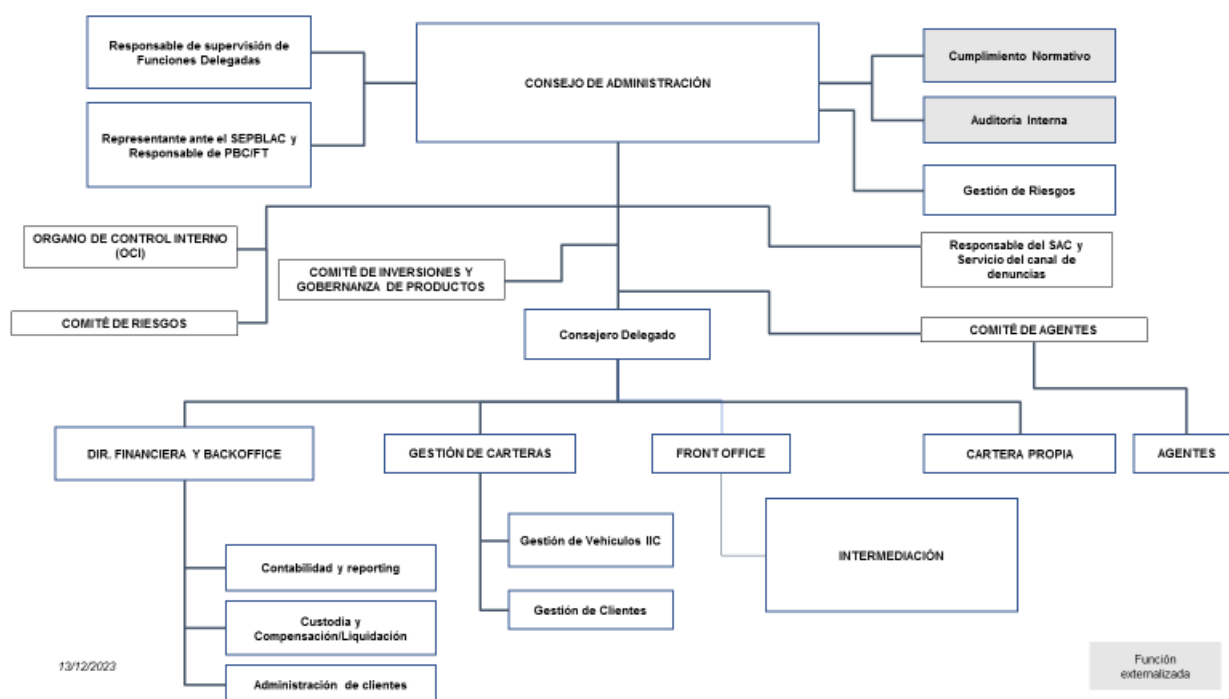 Responsable de supervisión de
Funciones Delegadas
CONSEJO DE ADMINISTRACIÓN
Cumplimiento Normativo
Auditoría Interna
Representante ante el SEPBLAC y
Responsable de PBC/FT
Gestión de Riesgos
ORGANO DE CONTROL INTERNO
(OCI)
COMITÉ DE INVERSIONES Y
GOBERNANZA DE PRODUCTOS
Responsable del SAC y
Servicio del canal de
denuncias
COMITÉ DE RIESGOS
Consejero Delegado
COMITÉ DE AGENTES
DIR. FINANCIERA Y BACKOFFICE
GESTIÓN DE CARTERAS
FRONT OFFICE
CARTERA PROPIA
AGENTES
Gestión de Vehículos IIC
INTERMEDIACIÓN
Contabilidad y reporting
Gestión de Clientes
Custodia y
Compensación/Liquidación
Administración de clientes
13/12/2023
Función
externalizada